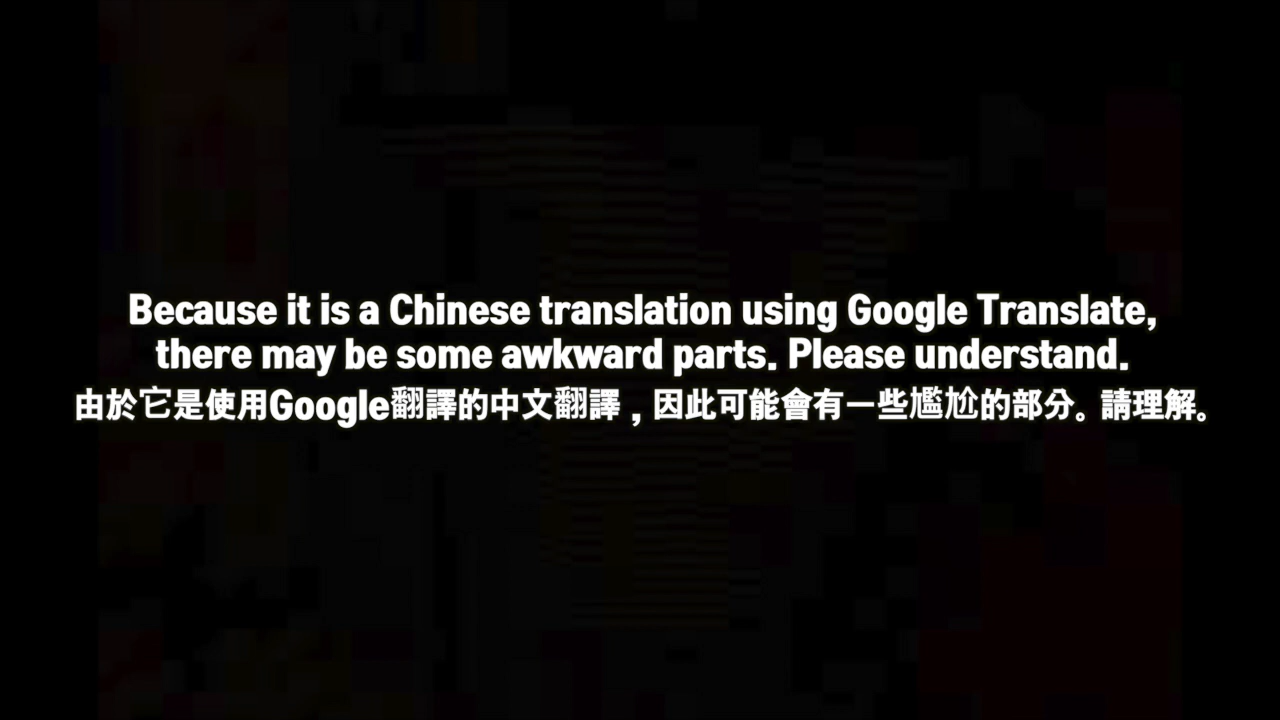 Because it is a Chinese translation using Google Translate,
there may be some awkward parts. Please understand.
由於它是使用Google翻譯的中文翻譯，因此可能會有一些尷尬的部分。請理解。